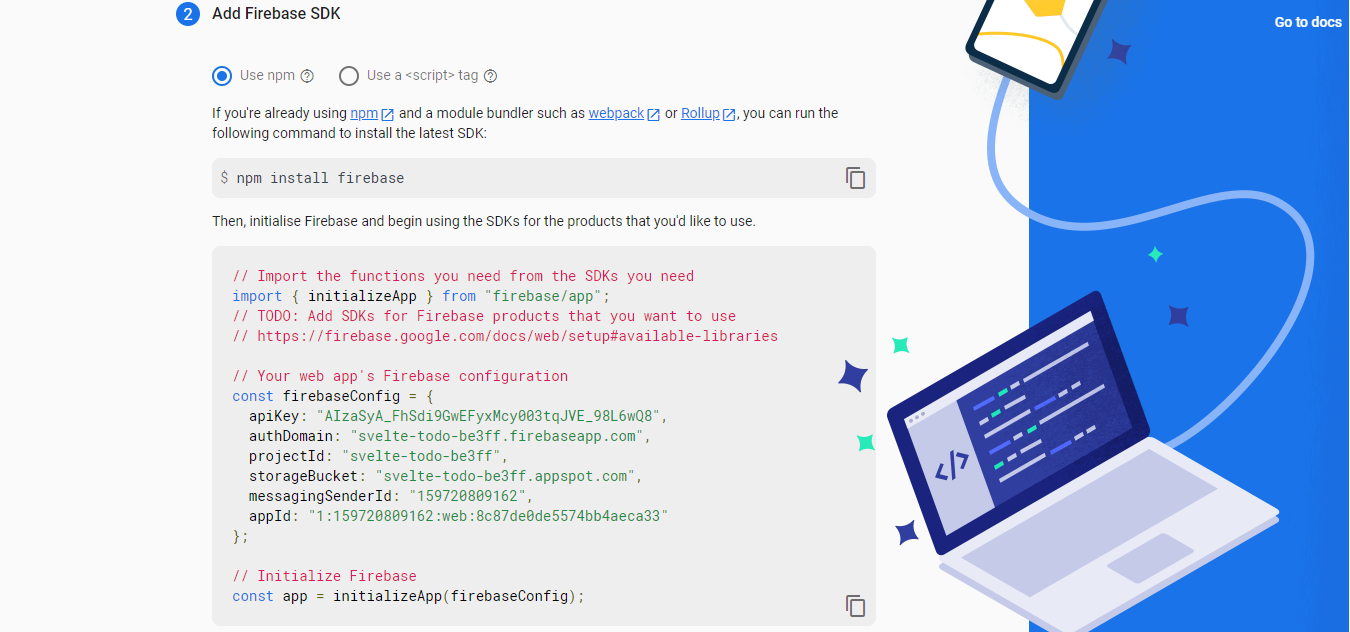 2 Add Firebase SDK
Go to docs
Use npm Use a <script> tag
If you're already using npm and a module bundler such as webpack or Rollup, you can run the
following command to install the latest SDK:
$ npm install firebase
Then, initialise Firebase and begin using the SDKs for the products that you'd like to use.
// Import the functions you need from the SDKs you need
import { initializeApp } from "firebase/app";
// TODO: Add SDKs for Firebase products that you want to use
// https://firebase.google.com/docs/web/setup#available-libraries
// Your web app's Firebase configuration
const firebaseConfig = {
apiKey: "AIzaSyA_FhSdi9GwEFyxMcy003tqJVE_98L6wQ8",
authDomain: "svelte-todo-be3ff.firebaseapp.com",
projectId: "svelte-todo-be3ff",
storageBucket: "svelte-todo-be3ff.appspot.com",
messagingSenderId: "159720809162",
appId: "1:159720809162:web:8c87de0de5574bb4aeca33"
};
// Initialize Firebase
const app = initializeApp(firebaseConfig);
</>